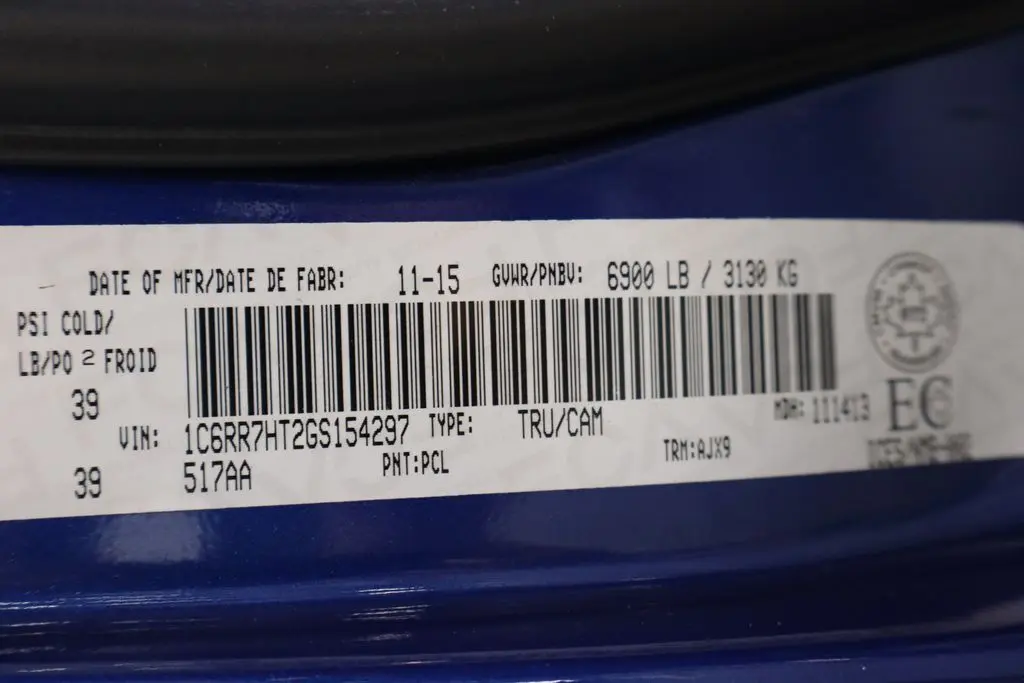 DATE OF MFR/DATE DE FABR: 11-15 GVWR/PNBV: 6900 LB / 3130 KG
PSI COLD/
LB/PO 2 FROID
39
VIN: 1C6RR7HT2GS154297 TYPE: TRU/CAM MDH: 111413
EC
39 517AA PNT:PCL TRM:AJX9